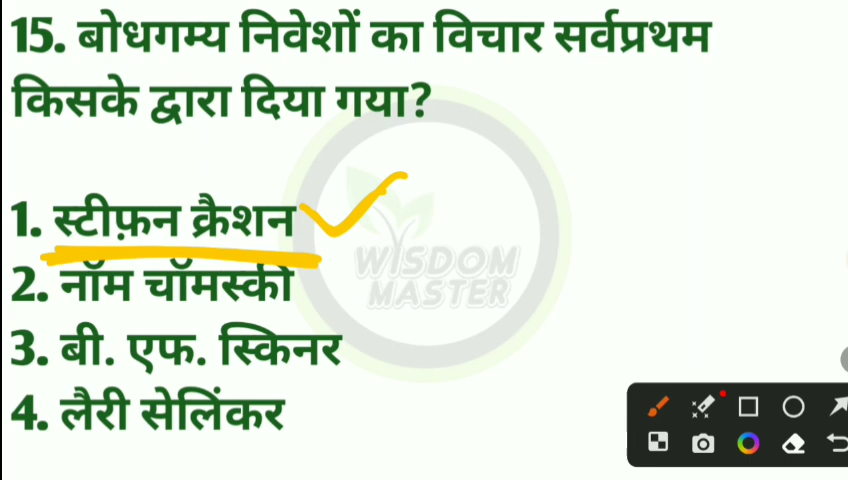 15. बोधगम्य निवेशों का विचार सर्वप्रथम
किसके द्वारा दिया गया?
1. स्टीफ़न क्रैशन
2. नॉम चॉमस्की
3. बी. एफ. स्किनर
4. लैरी सेलिंकर
WISDOM
MASTER